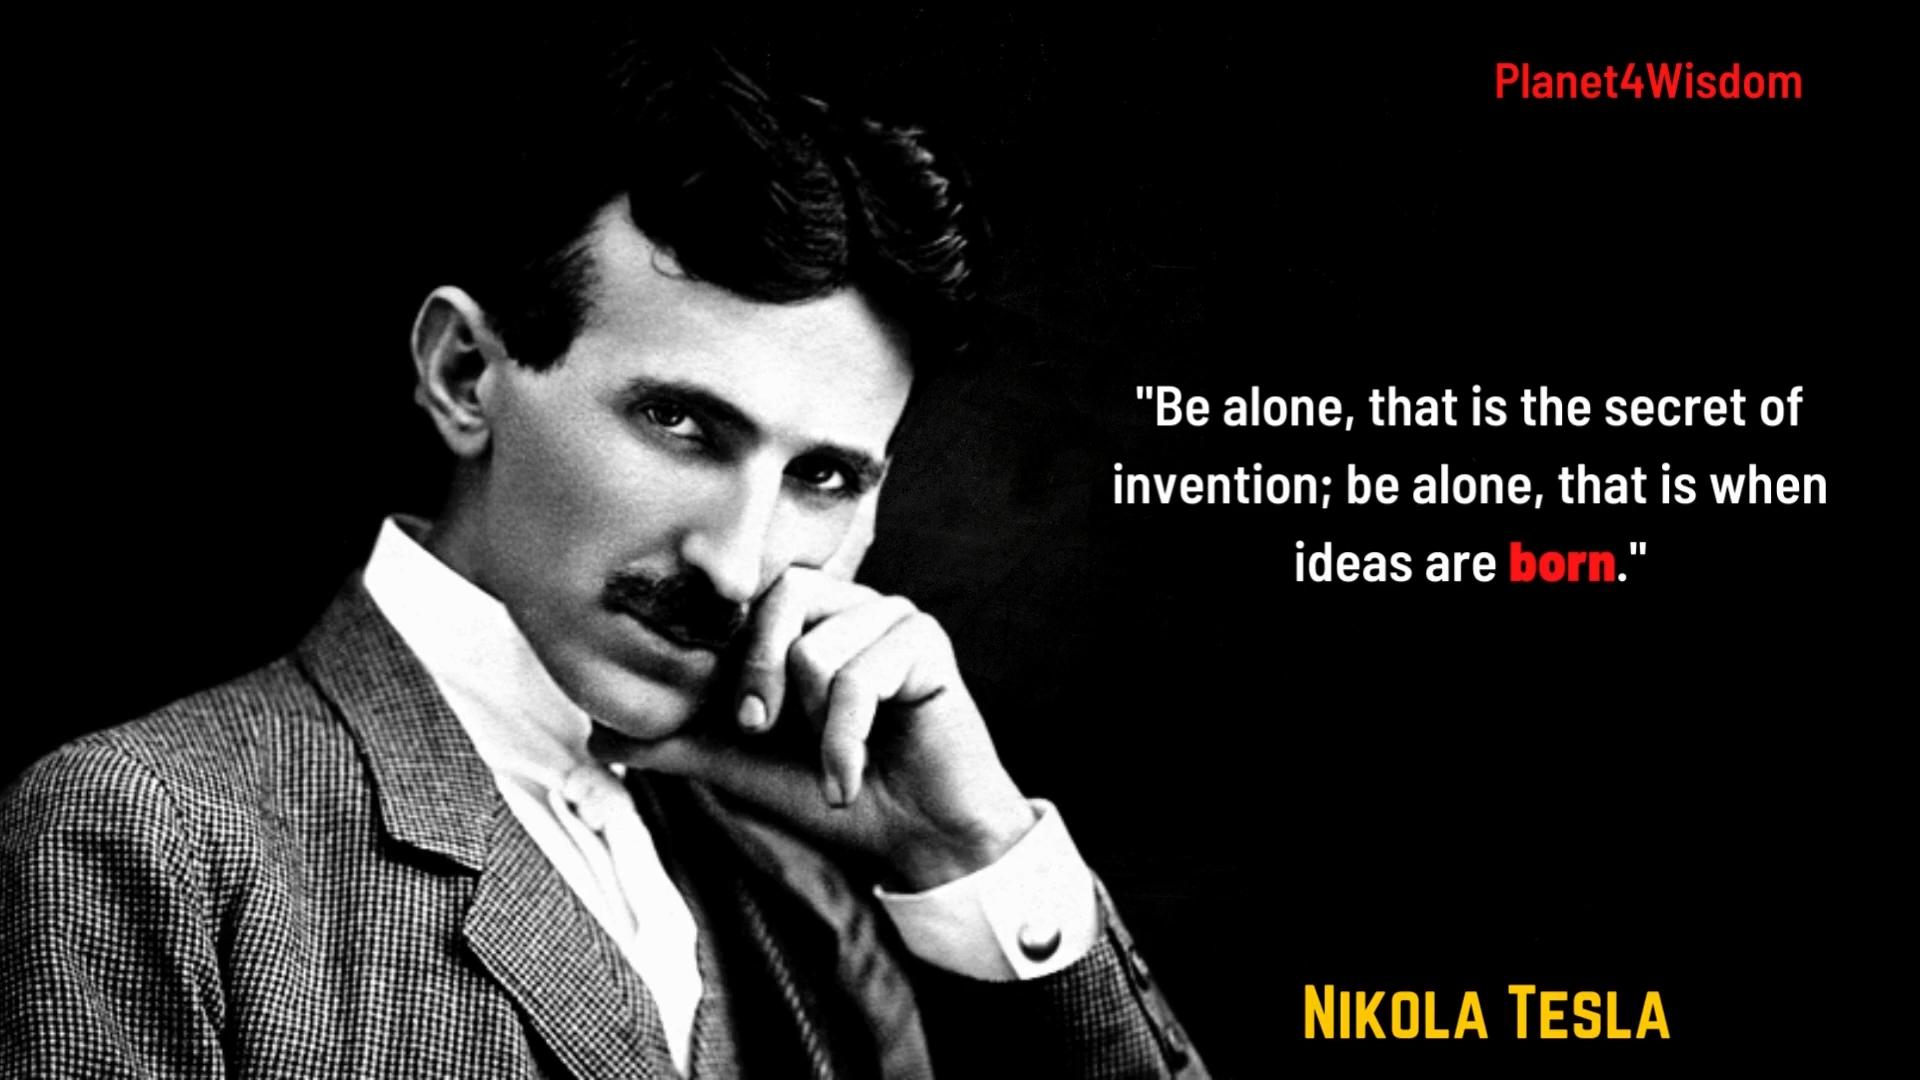 Planet4Wisdom
"Be alone, that is the secret of
invention; be alone, that is when
ideas are born."
Nikola Tesla